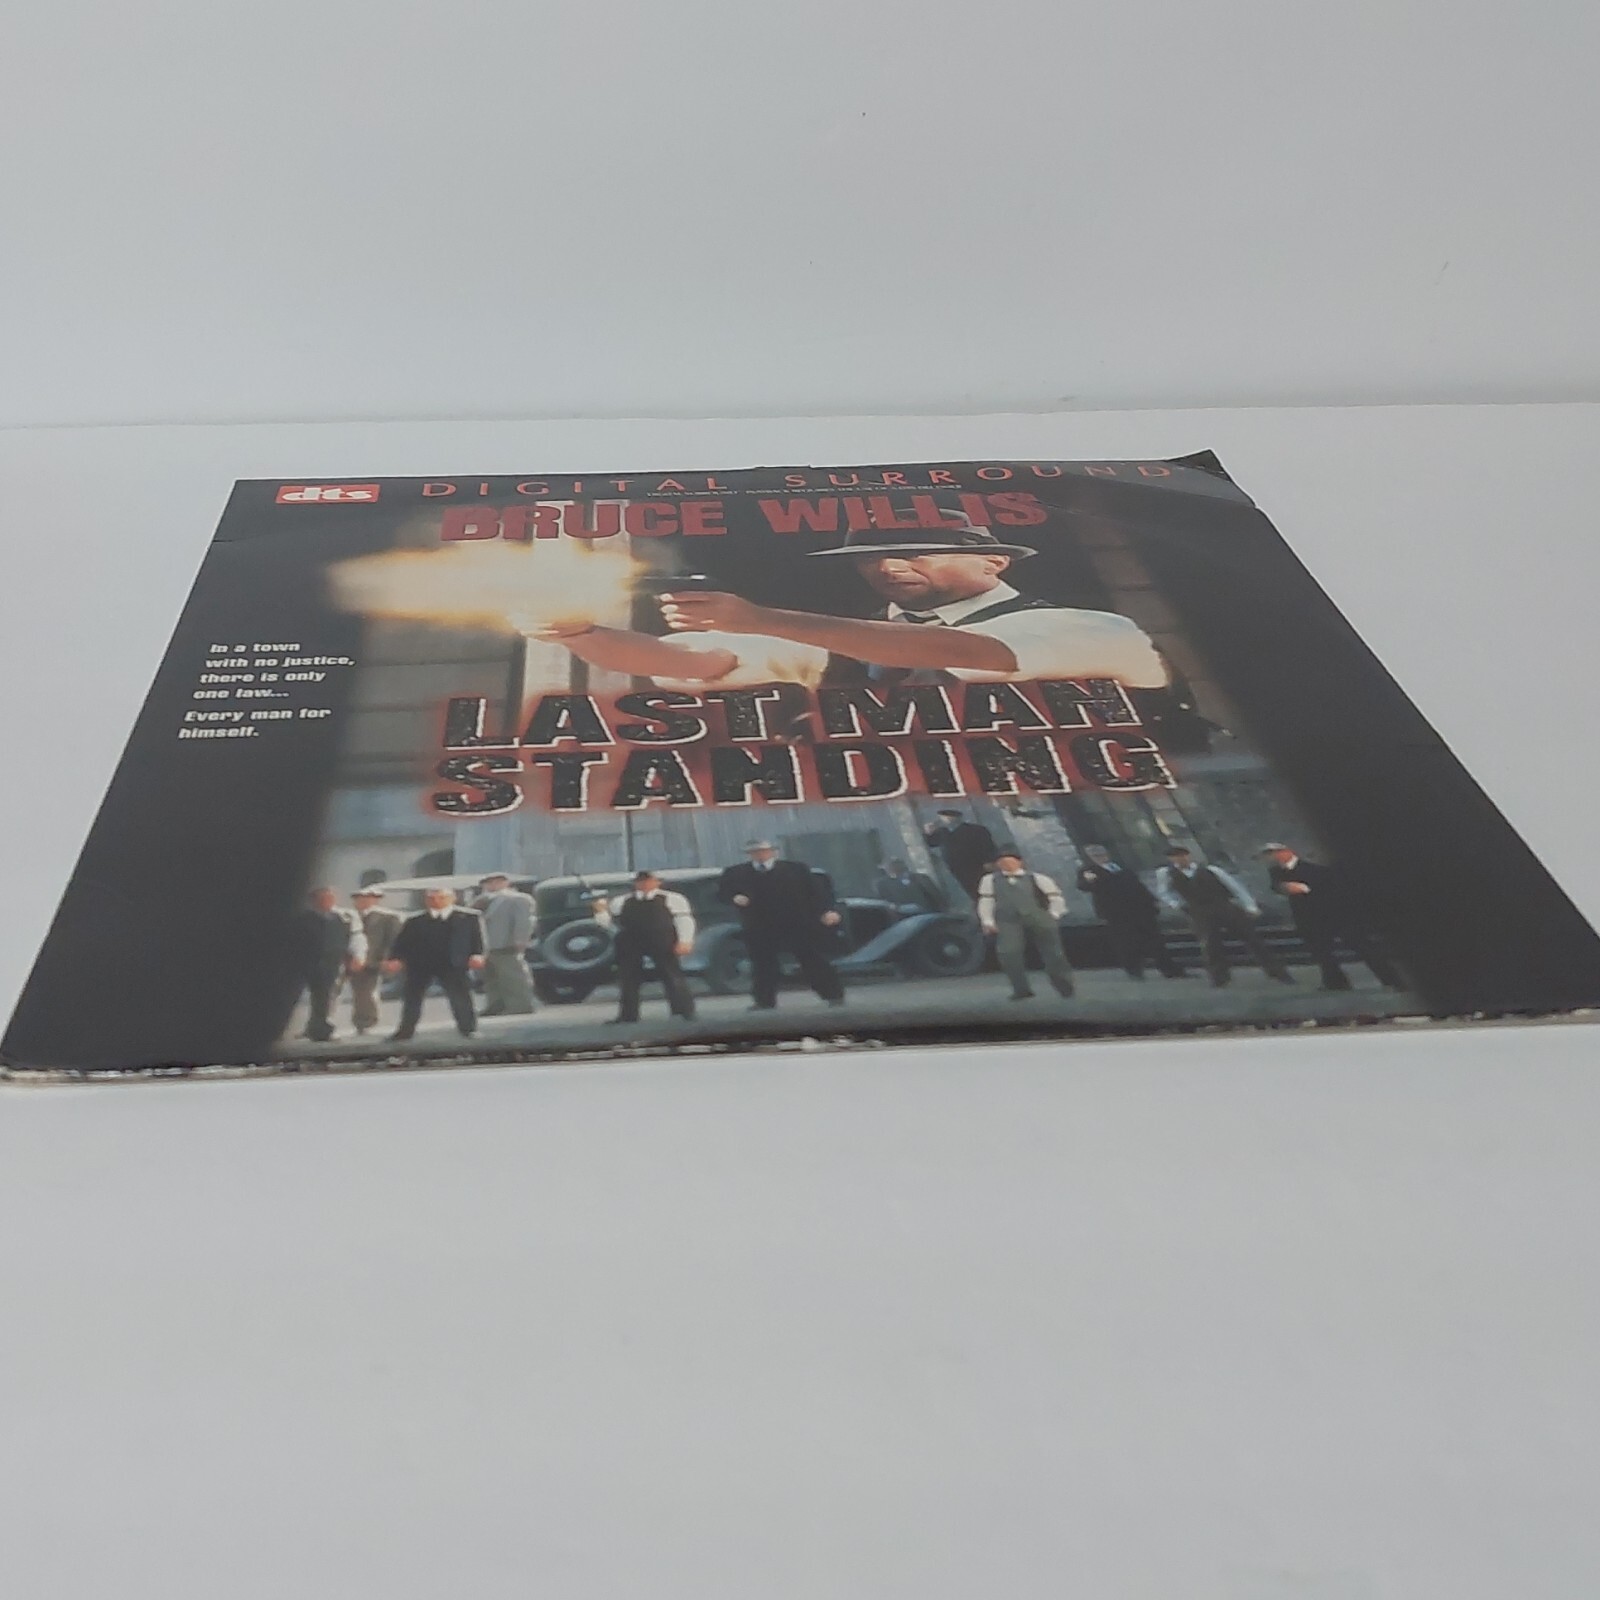 dts DIGITAL SURROUND
BRUCE WILLIS
In a town
with no justice,
there is only
one law...
Every man for
himself.
LAST MAN
STANDING